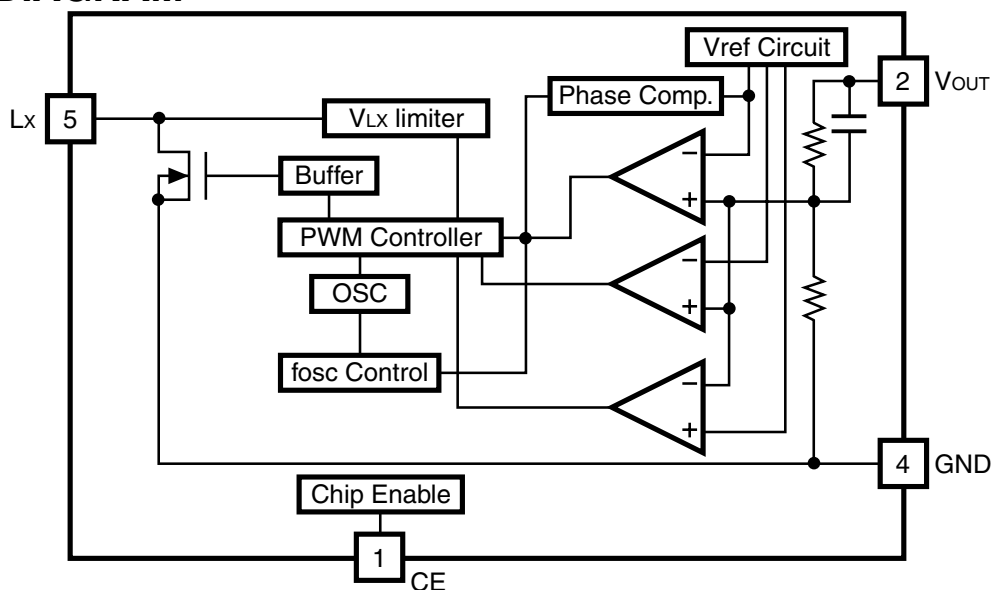 Vref Circuit
Phase Comp.
2
VOUT
LX
5
VLX limiter
−
Buffer
+
PWM Controller
−
OSC
+
fosc Control
−
+
4
GND
Chip Enable
1
CE